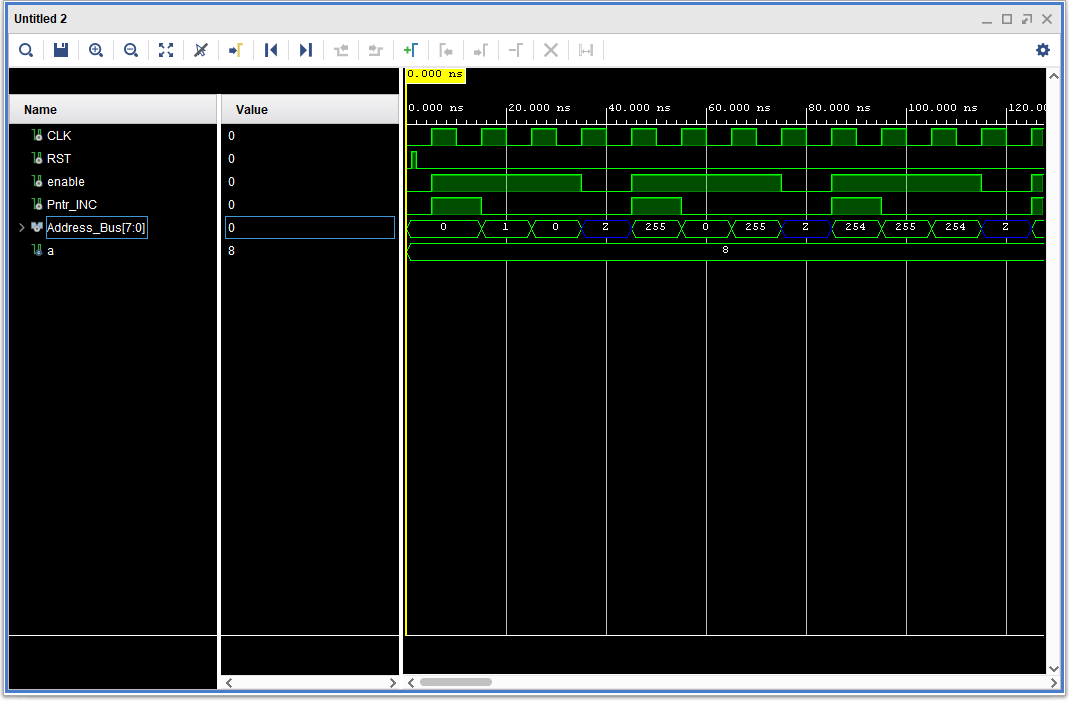 Untitled 2
0.000 ns
Name Value 0.000 ns 20.000 ns 40.000 ns 60.000 ns 80.000 ns 100.000 ns 120.0
CLK 0
RST 0
enable 0
Pntr_INC 0
Address_Bus[7:0] 0 0 1 0 Z 255 0 255 Z 254 255 254 Z
a 8 8